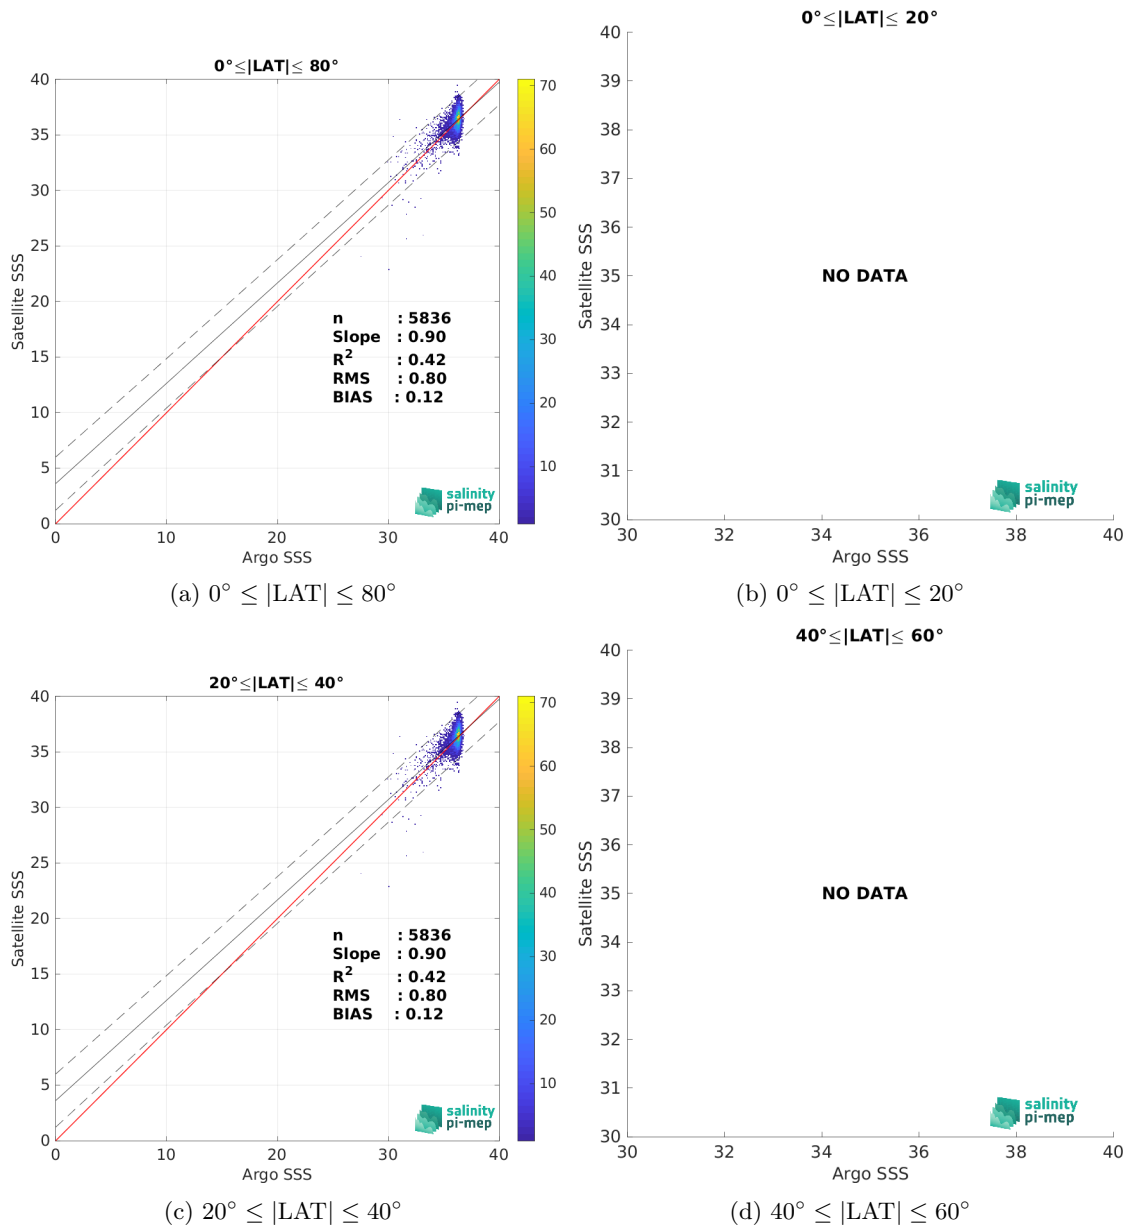 0°≤|LAT|≤ 80°
40
35
30
25
20
15
10
5
0
Satellite SSS
0
10
20
30
40
Argo SSS
70
60
50
40
30
20
10
n : 5836
Slope : 0.90
R² : 0.42
RMS : 0.80
BIAS : 0.12
salinity
pi-mep
(a) 0° ≤ |LAT| ≤ 80°
0°≤|LAT|≤ 20°
40
39
38
37
36
35
34
33
32
31
30
Satellite SSS
NO DATA
30
32
34
36
38
40
Argo SSS
salinity
pi-mep
(b) 0° ≤ |LAT| ≤ 20°
20°≤|LAT|≤ 40°
40
35
30
25
20
15
10
5
0
Satellite SSS
0
10
20
30
40
Argo SSS
70
60
50
40
30
20
10
n : 5836
Slope : 0.90
R² : 0.42
RMS : 0.80
BIAS : 0.12
salinity
pi-mep
(c) 20° ≤ |LAT| ≤ 40°
40°≤|LAT|≤ 60°
40
39
38
37
36
35
34
33
32
31
30
Satellite SSS
NO DATA
30
32
34
36
38
40
Argo SSS
salinity
pi-mep
(d) 40° ≤ |LAT| ≤ 60°